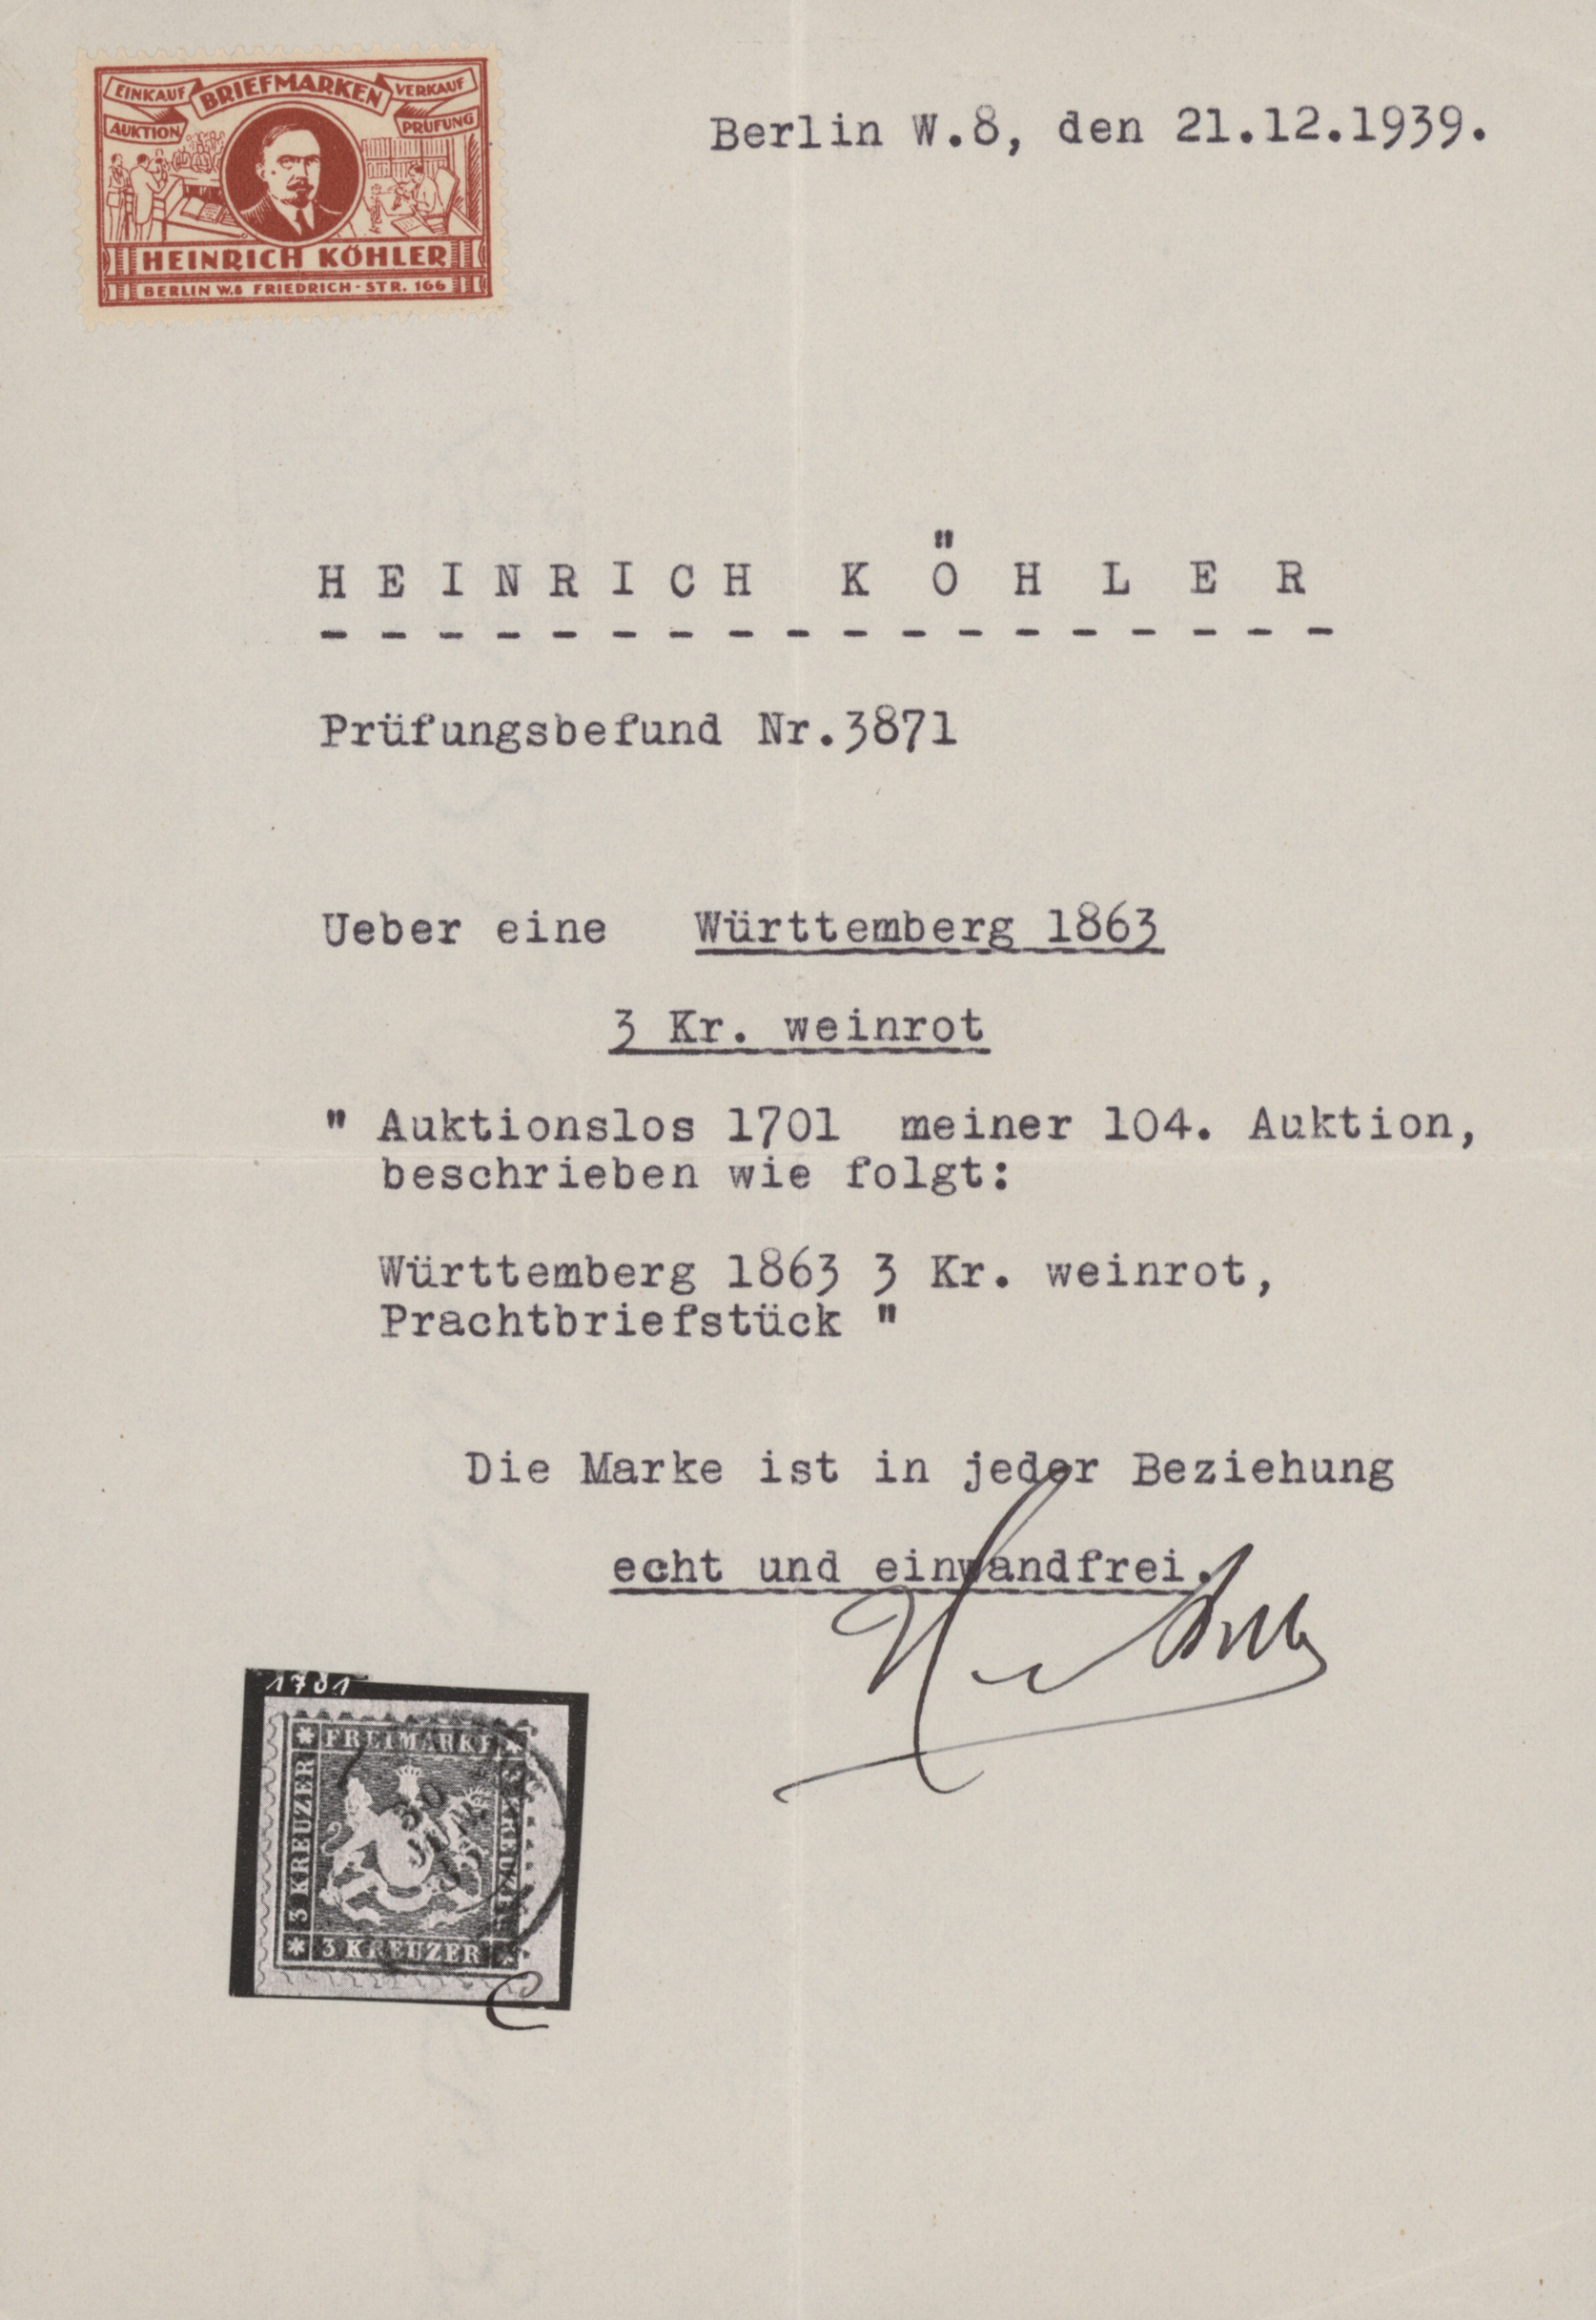 EINKAUF BRIEFMARKEN VERKAUF
AUKTION PRÜFUNG
HEINRICH KÖHLER
BERLIN W.8 FRIEDRICH-STR. 166
Berlin W.8, den 21.12.1939.
HEINRICH KÖHLER
- - - - - - - - - - - - - - - - - -
Prüfungsbefund Nr.3871
Ueber eine Württemberg 1863
3 Kr. weinrot
" Auktionslos 1701 meiner 104. Auktion,
beschrieben wie folgt:
Württemberg 1863 3 Kr. weinrot,
Prachtbriefstück "
Die Marke ist in jeder Beziehung
echt und einwandfrei.
1701
FREIMARKE
3 KREUZER
3 KREUZER
3 KREUZER
30